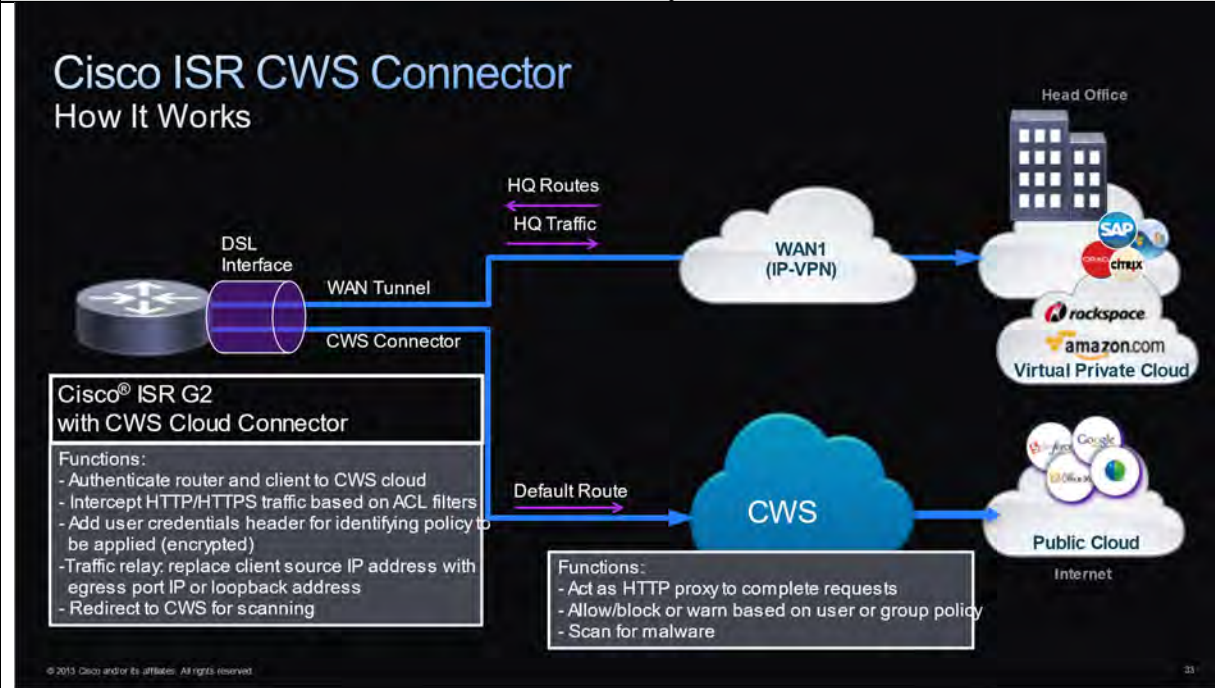 Cisco ISR CWS Connector
How It Works
Head Office
HQ Routes
HQ Traffic
DSL
Interface
WAN Tunnel
CWS Connector
WAN1
(IP-VPN)
SAP
ORACLE
CITRIX
rackspace
amazon.com
Virtual Private Cloud
Cisco® ISR G2
with CWS Cloud Connector
Functions:
- Authenticate router and client to CWS cloud
- Intercept HTTP/HTTPS traffic based on ACL filters
- Add user credentials header for identifying policy to
be applied (encrypted)
-Traffic relay: replace client source IP address with
egress port IP or loopback address
- Redirect to CWS for scanning
Default Route
CWS
Functions:
- Act as HTTP proxy to complete requests
- Allow/block or warn based on user or group policy
- Scan for malware
salesforce
Google
Office 365
Public Cloud
Internet
© 2013 Cisco and/or its affiliates. All rights reserved.
33